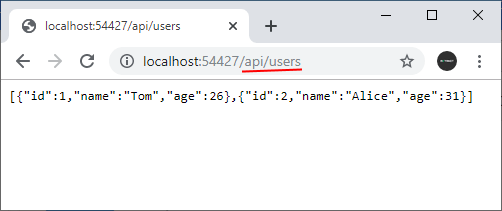 localhost:54427/api/users
localhost:54427/api/users
[{"id":1,"name":"Tom","age":26},{"id":2,"name":"Alice","age":31}]